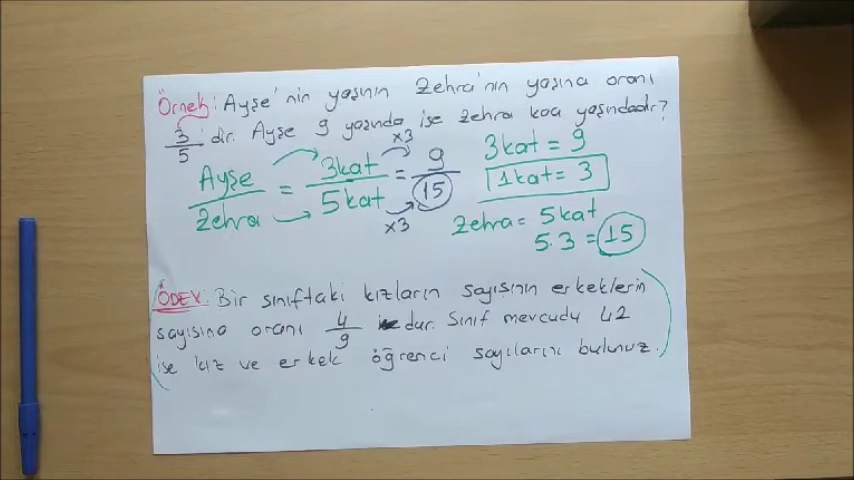 Örnek: Ayşe'nin yaşının Zehra'nın yaşına oranı
3/5 'dir. Ayşe 9 yaşında ise Zehra kaç yaşındadır?
Ayşe/Zehra = 3kat/5kat = 9/15
x3
x3
3kat = 9
1kat = 3
Zehra = 5kat
5.3 = 15
ÖDEV: Bir sınıftaki kızların sayısının erkeklerin
sayısına oranı 4/9 dur. Sınıf mevcudu 42
ise kız ve erkek öğrenci sayılarını bulunuz.